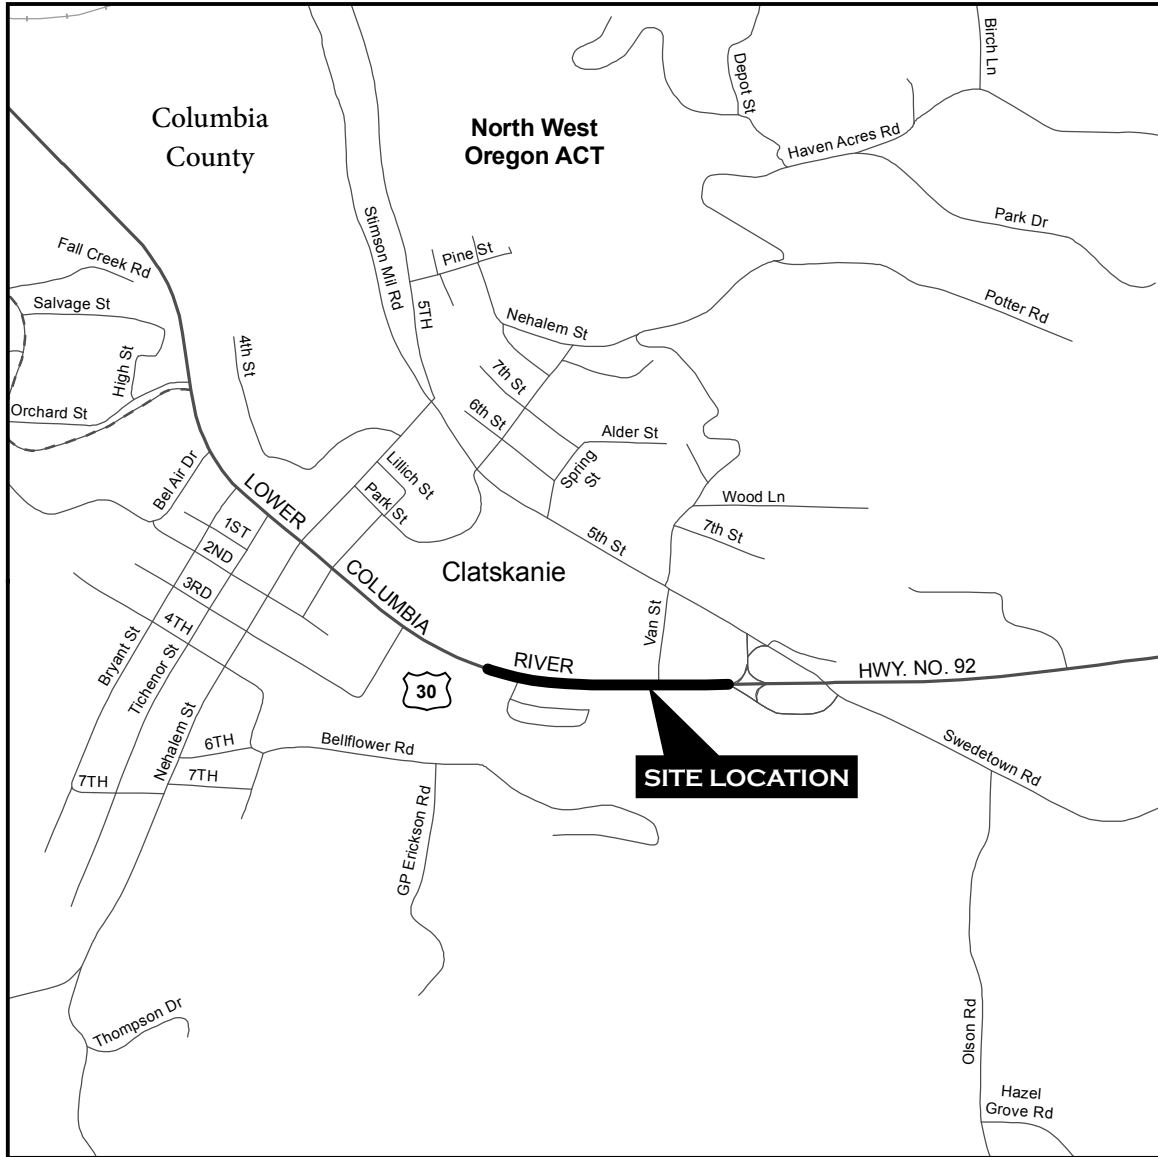 Birch Ln
Depot St
Columbia
County
North West
Oregon ACT
Haven Acres Rd
Park Dr
Stimson Mil Rd
Fall Creek Rd
Pine St
Salvage St
5TH
Nehalem St
Potter Rd
4th St
High St
7th St
Orchard St
6th St
Alder St
Lillich St
Bel Air Dr
Spring
St
LOWER
Park St
Wood Ln
1ST
5th St
7th St
2ND
COLUMBIA
Clatskanie
3RD
4TH
Van St
Bryant St
Tichenor St
RIVER
HWY. NO. 92
30
Nehalem St
6TH
Bellflower Rd
Swedetown Rd
7TH
7TH
SITE LOCATION
GP Erickson Rd
Thompson Dr
Olson Rd
Hazel
Grove Rd